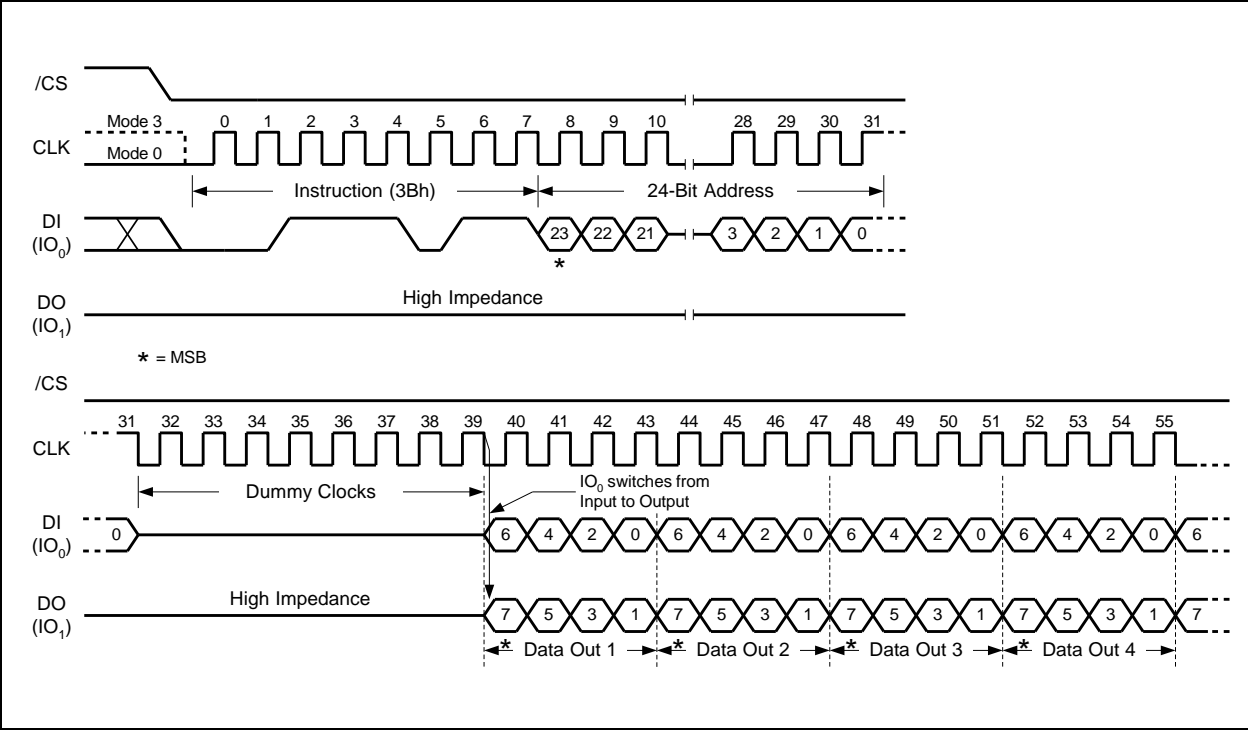 /CS
Mode 3 0 1 2 3 4 5 6 7 8 9 10 28 29 30 31
CLK
Mode 0
Instruction (3Bh) 24-Bit Address
DI
(IO0) 23 22 21 3 2 1 0
*
High Impedance
DO
(IO1)
* = MSB
/CS
31 32 33 34 35 36 37 38 39 40 41 42 43 44 45 46 47 48 49 50 51 52 53 54 55
CLK
Dummy Clocks
IO0 switches from
Input to Output
DI
(IO0) 0 6 4 2 0 6 4 2 0 6 4 2 0 6 4 2 0 6
High Impedance
DO
(IO1) 7 5 3 1 7 5 3 1 7 5 3 1 7 5 3 1 7
* Data Out 1 * Data Out 2 * Data Out 3 * Data Out 4